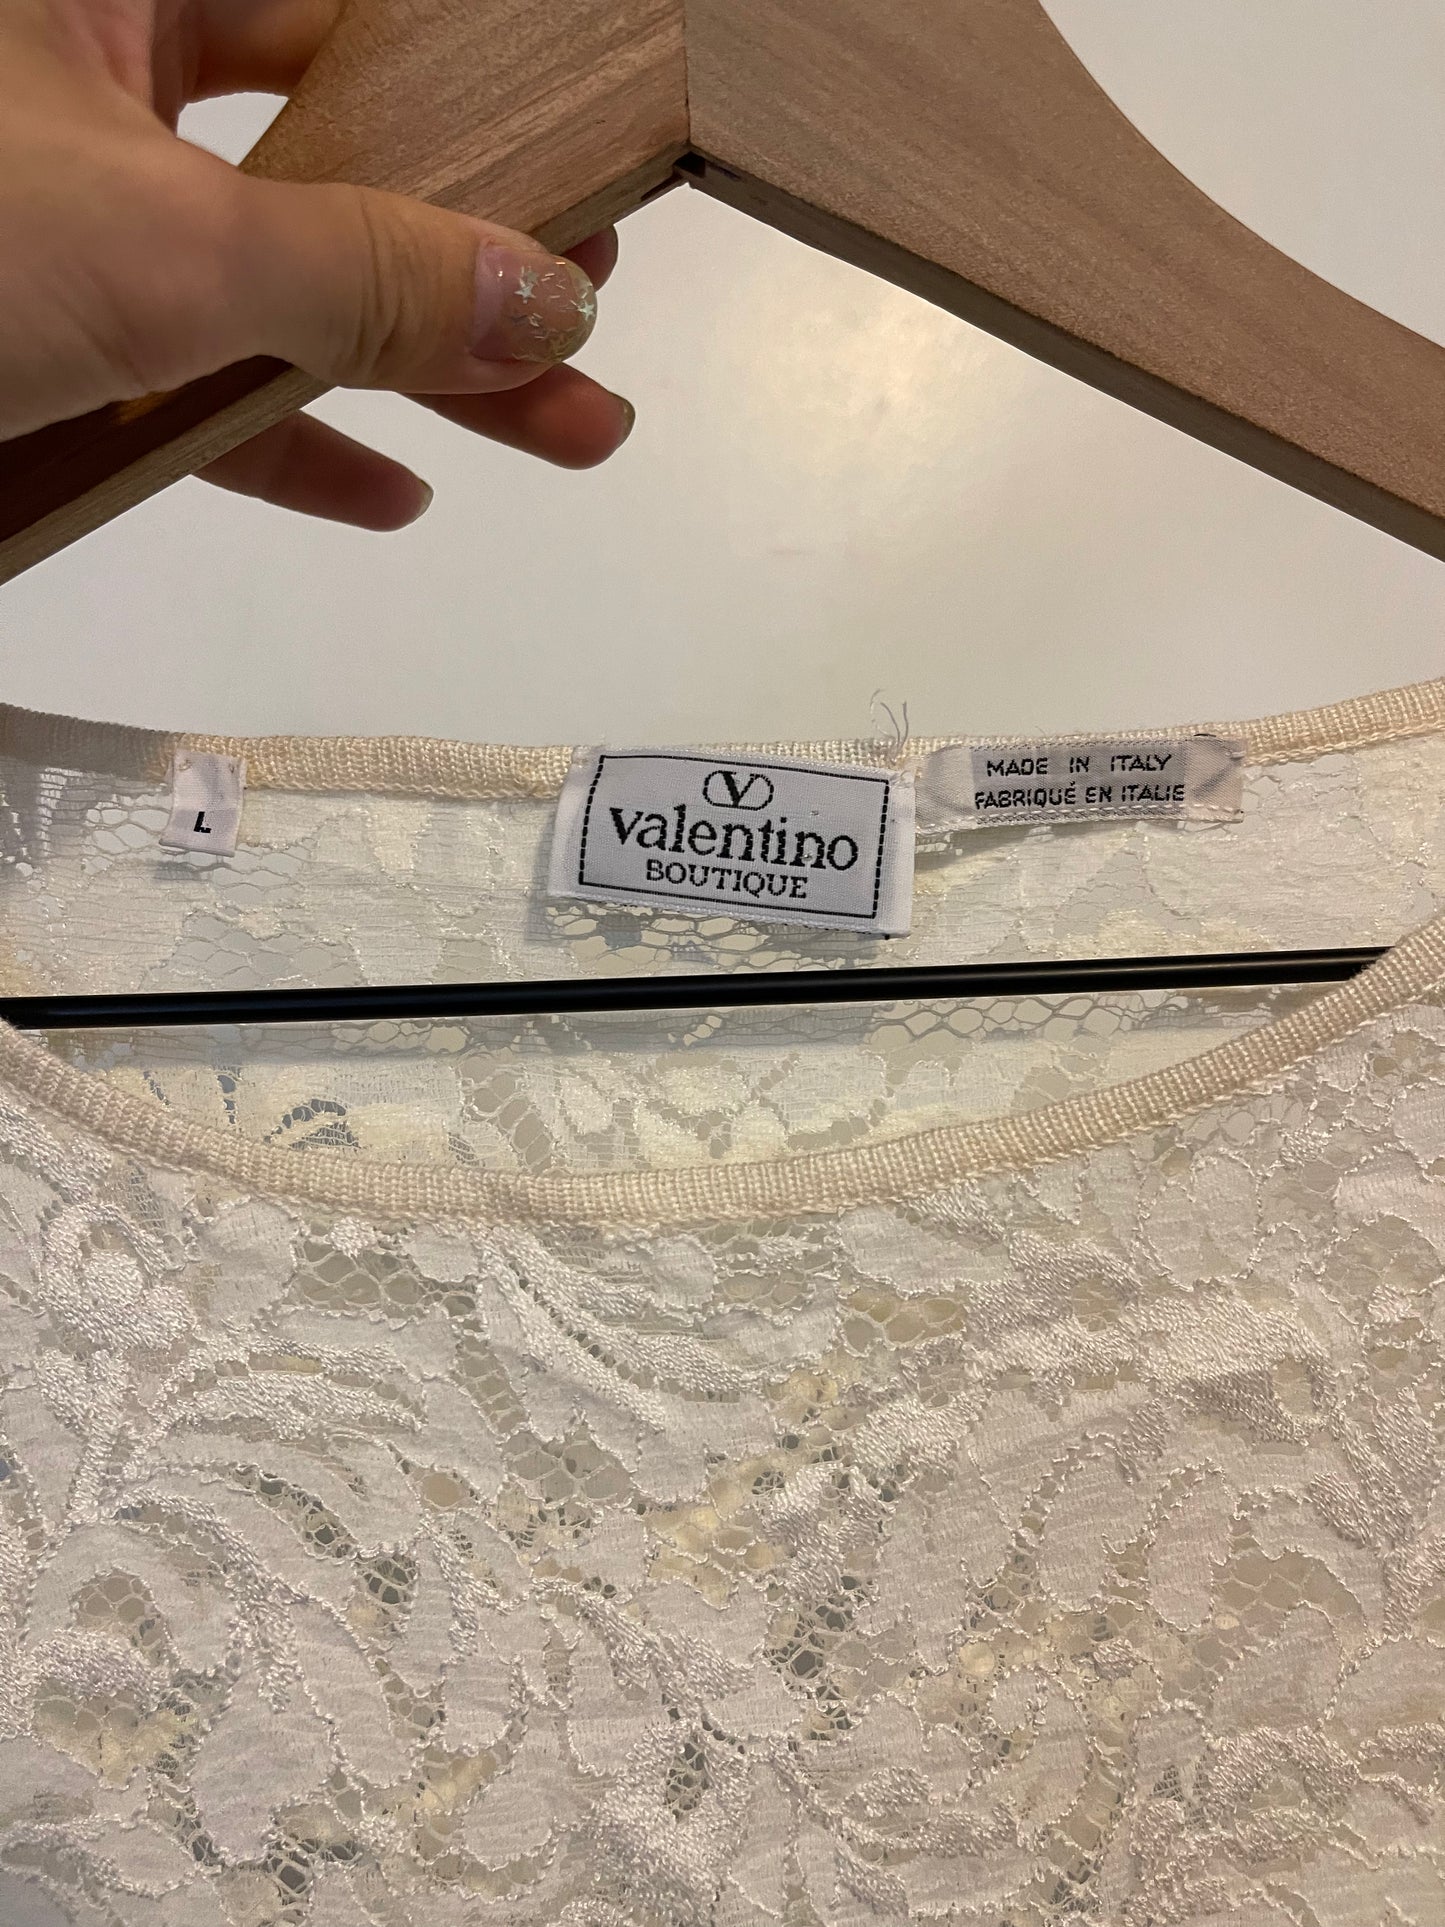 L
V
valentino
BOUTIQUE
MADE IN ITALY
FABRIQUÉ EN ITALIE